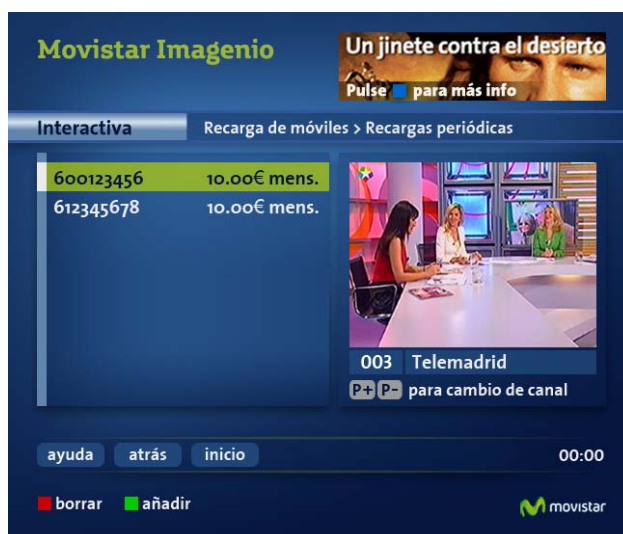 Movistar Imagenio
Un jinete contra el desierto
Pulse para más info
Interactiva
Recarga de móviles > Recargas periódicas
600123456 10.00€ mens.
612345678 10.00€ mens.
003 Telemadrid
P+ P- para cambio de canal
ayuda atrás inicio 00:00
borrar añadir
movistar